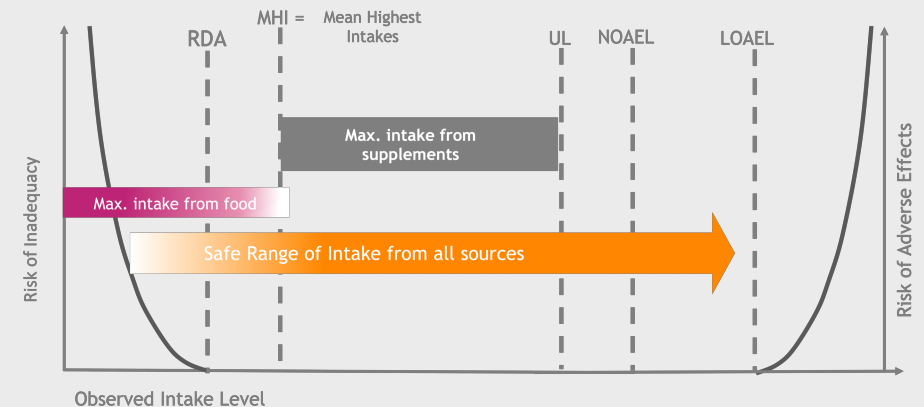 MHI = Mean Highest
Intakes
RDA
UL
NOAEL
LOAEL
Max. intake from
supplements
Max. intake from food
Safe Range of Intake from all sources
Risk of Inadequacy
Risk of Adverse Effects
Observed Intake Level